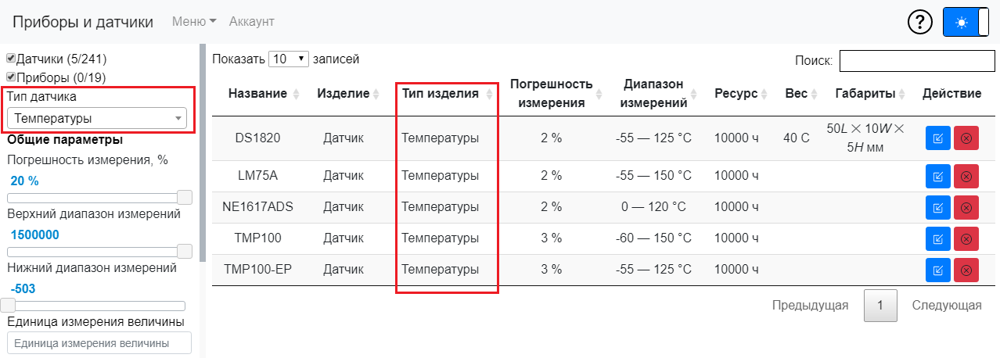 Приборы и датчики Меню Аккаунт ?
Датчики (5/241)
Приборы (0/19)
Тип датчика
Температуры
Общие параметры
Погрешность измерения, %
20 %
Верхний диапазон измерений
1500000
Нижний диапазон измерений
-503
Единица измерения величины
Единица измерения величины
Показать 10 записей Поиск:
Название Изделие Тип изделия Погрешность измерения Диапазон измерений Ресурс Вес Габариты Действие
DS1820 Датчик Температуры 2 % -55 — 125 °C 10000 ч 40 С 50L × 10W ×
5H мм
LM75A Датчик Температуры 2 % -55 — 150 °C 10000 ч
NE1617ADS Датчик Температуры 2 % 0 — 120 °C 10000 ч
TMP100 Датчик Температуры 3 % -60 — 150 °C 10000 ч
TMP100-EP Датчик Температуры 3 % -55 — 125 °C 10000 ч
Предыдущая 1 Следующая